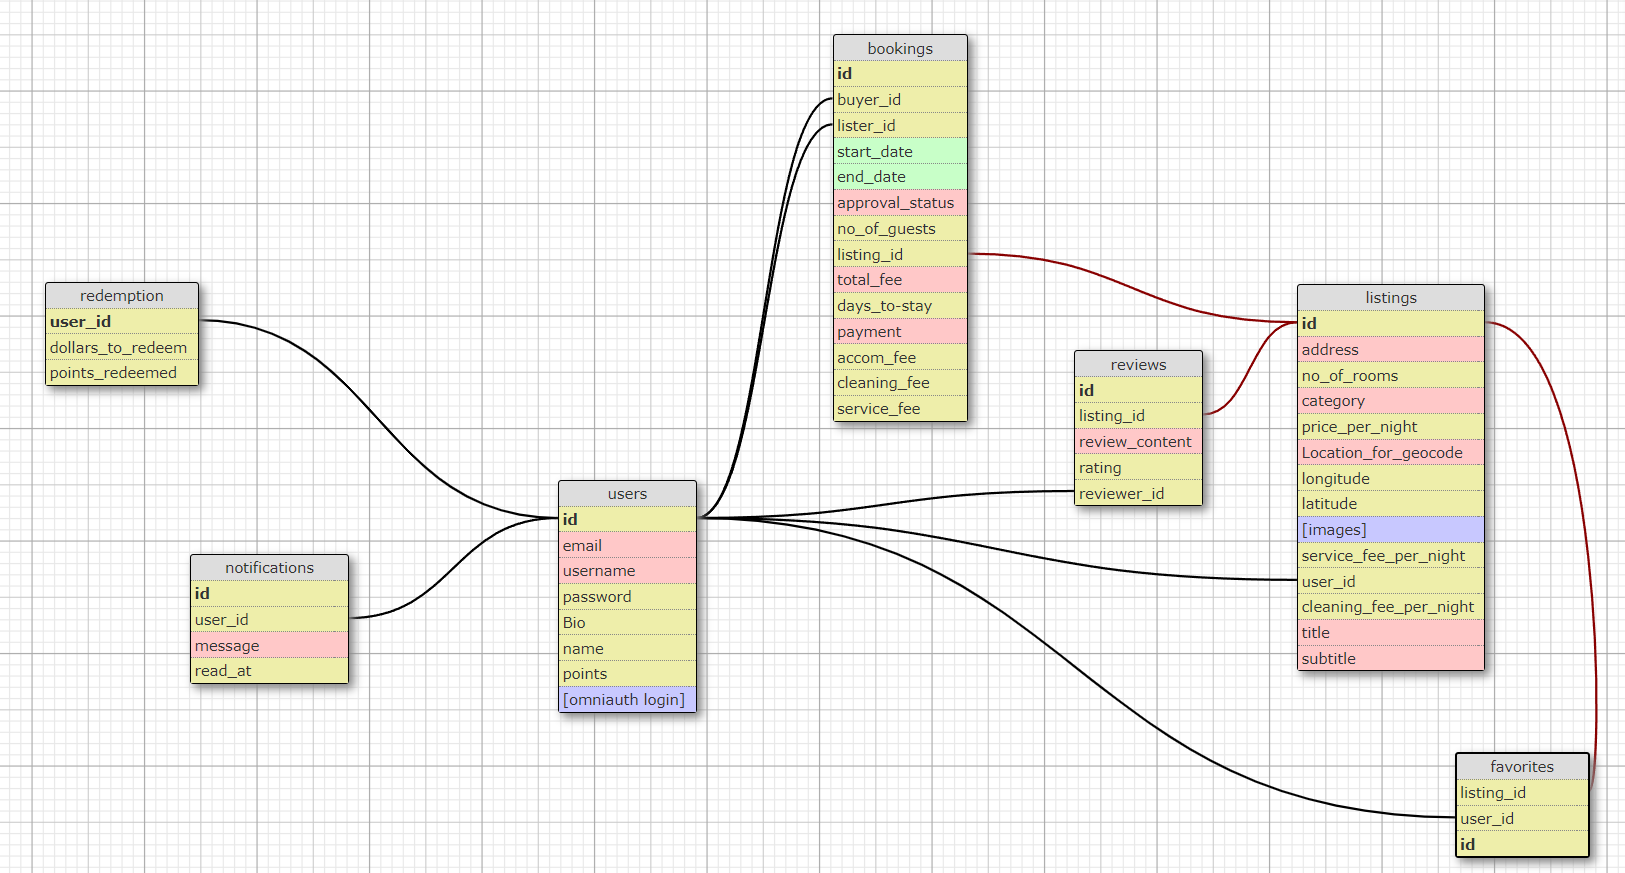 bookings
id
buyer_id
lister_id
start_date
end_date
approval_status
no_of_guests
listing_id
total_fee
days_to-stay
payment
accom_fee
cleaning_fee
service_fee
redemption
user_id
dollars_to_redeem
points_redeemed
listings
id
address
no_of_rooms
category
price_per_night
Location_for_geocode
longitude
latitude
[images]
service_fee_per_night
user_id
cleaning_fee_per_night
title
subtitle
reviews
id
listing_id
review_content
rating
reviewer_id
users
id
email
username
password
Bio
name
points
[omniauth login]
notifications
id
user_id
message
read_at
favorites
listing_id
user_id
id